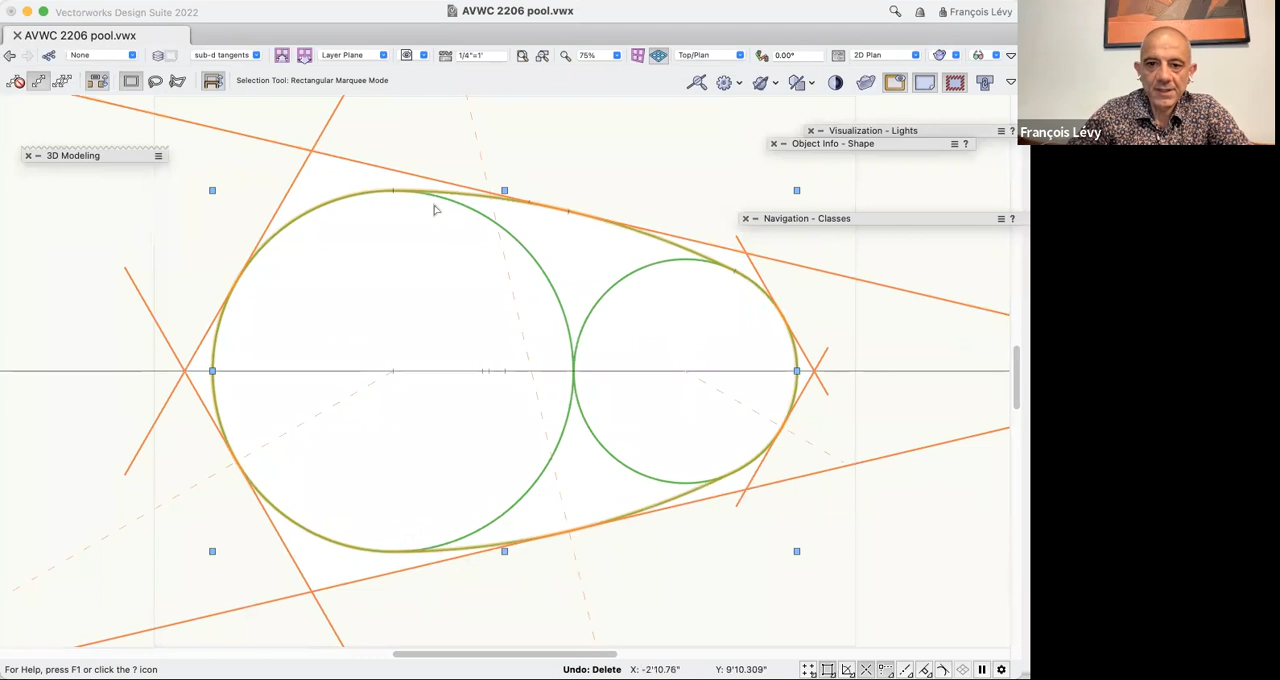 Vectorworks Design Suite 2022
AVWC 2206 pool.vwx
François Lévy
AVWC 2206 pool.vwx
None
sub-d tangents
Layer Plane
1/4"=1'
75%
Top/Plan
0.00°
2D Plan
Selection Tool: Rectangular Marquee Mode
Visualization - Lights
François Lévy
Object Info - Shape
3D Modeling
Navigation - Classes
For Help, press F1 or click the ? icon
Undo: Delete
X: -2'10.76"
Y: 9'10.309"